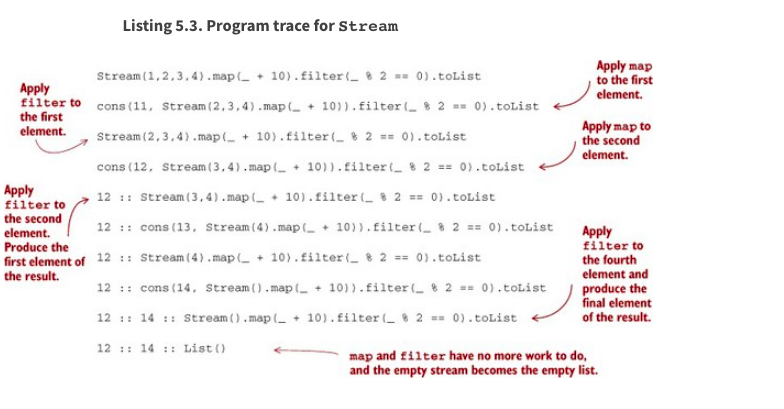 Listing 5.3. Program trace for Stream
Stream(1,2,3,4).map(_ + 10).filter(_ % 2 == 0).toList
Apply map
to the first
element.
Apply
filter to
the first
element.
cons(11, Stream(2,3,4).map(_ + 10)).filter(_ % 2 == 0).toList
Stream(2,3,4).map(_ + 10).filter(_ % 2 == 0).toList
Apply map to
the second
element.
cons(12, Stream(3,4).map(_ + 10)).filter(_ % 2 == 0).toList
Apply
filter to
the second
element.
Produce the
first element of
the result.
12 :: Stream(3,4).map(_ + 10).filter(_ % 2 == 0).toList
12 :: cons(13, Stream(4).map(_ + 10)).filter(_ % 2 == 0).toList
12 :: Stream(4).map(_ + 10).filter(_ % 2 == 0).toList
12 :: cons(14, Stream().map(_ + 10)).filter(_ % 2 == 0).toList
Apply
filter to
the fourth
element and
produce the
final element
of the result.
12 :: 14 :: Stream().map(_ + 10).filter(_ % 2 == 0).toList
12 :: 14 :: List()
map and filter have no more work to do,
and the empty stream becomes the empty list.